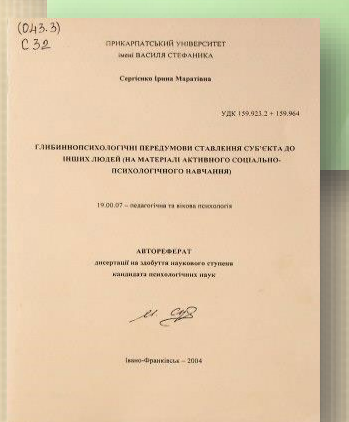 (043.3)
С 32
ПРИКАРПАТСЬКИЙ УНІВЕРСИТЕТ
імені ВАСИЛЯ СТЕФАНИКА
Сергієнко Ірина Маратівна
УДК 159.923.2 + 159.964
ГЛИБИННОПСИХОЛОГІЧНІ ПЕРЕДУМОВИ СТАВЛЕННЯ СУБ'ЄКТА ДО
ІНШИХ ЛЮДЕЙ (НА МАТЕРІАЛІ АКТИВНОГО СОЦІАЛЬНО-
ПСИХОЛОГІЧНОГО НАВЧАННЯ)
19.00.07 – педагогічна та вікова психологія
АВТОРЕФЕРАТ
дисертації на здобуття наукового ступеня
кандидата психологічних наук
Івано-Франківськ – 2004